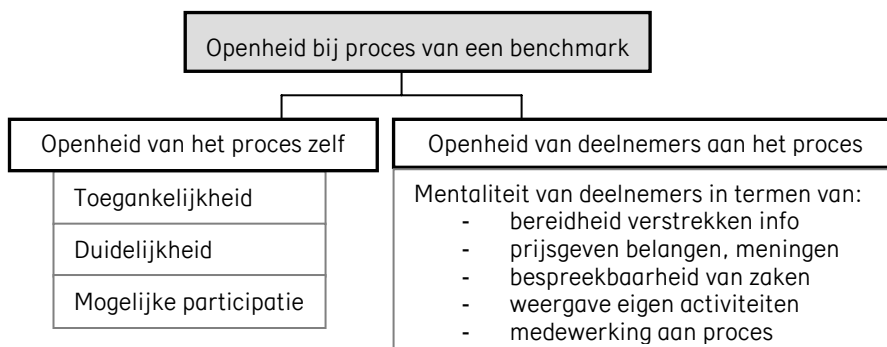 Openheid bij proces van een benchmark
Openheid van het proces zelf
Toegankelijkheid
Duidelijkheid
Mogelijke participatie
Openheid van deelnemers aan het proces
Mentaliteit van deelnemers in termen van:
- bereidheid verstrekken info
- prijsgeven belangen, meningen
- bespreekbaarheid van zaken
- weergave eigen activiteiten
- medewerking aan proces